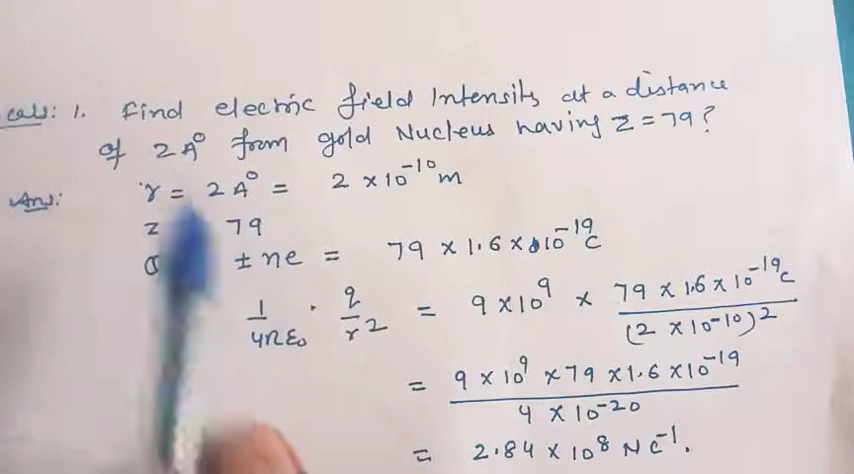 cal: 1. Find electric field Intensity at a distance
of 2A° from gold Nucleus having Z = 79?
Ans: r = 2A° = 2 × 10⁻¹⁰ m
z 79
± ne = 79 × 1.6 × 10⁻¹⁹ C
1/4πε₀ · q/r² = 9 × 10⁹ × 79 × 1.6 × 10⁻¹⁹ C / (2 × 10⁻¹⁰)²
= 9 × 10⁹ × 79 × 1.6 × 10⁻¹⁹ / 4 × 10⁻²⁰
= 2.84 × 10⁸ N C⁻¹.